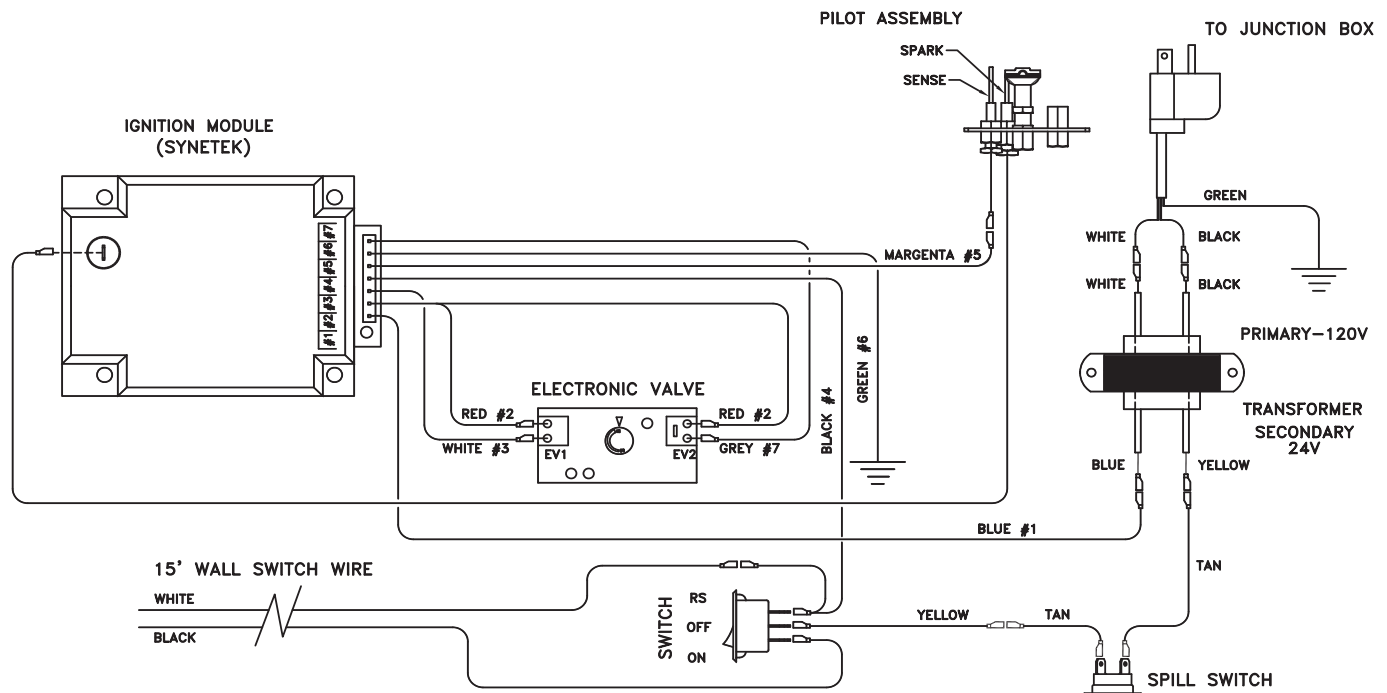 PILOT ASSEMBLY
TO JUNCTION BOX
SPARK
SENSE
IGNITION MODULE
(SYNETEK)
GREEN
WHITE
BLACK
#1 #2 #3 #4 #5 #6 #7
MARGENTA #5
WHITE
BLACK
PRIMARY-120V
GREEN #6
BLACK #4
ELECTRONIC VALVE
RED #2
RED #2
WHITE #3
EV1
EV2
GREY #7
TRANSFORMER
SECONDARY
24V
BLUE
YELLOW
BLUE #1
TAN
15' WALL SWITCH WIRE
WHITE
BLACK
SWITCH
RS
OFF
ON
YELLOW
TAN
SPILL SWITCH